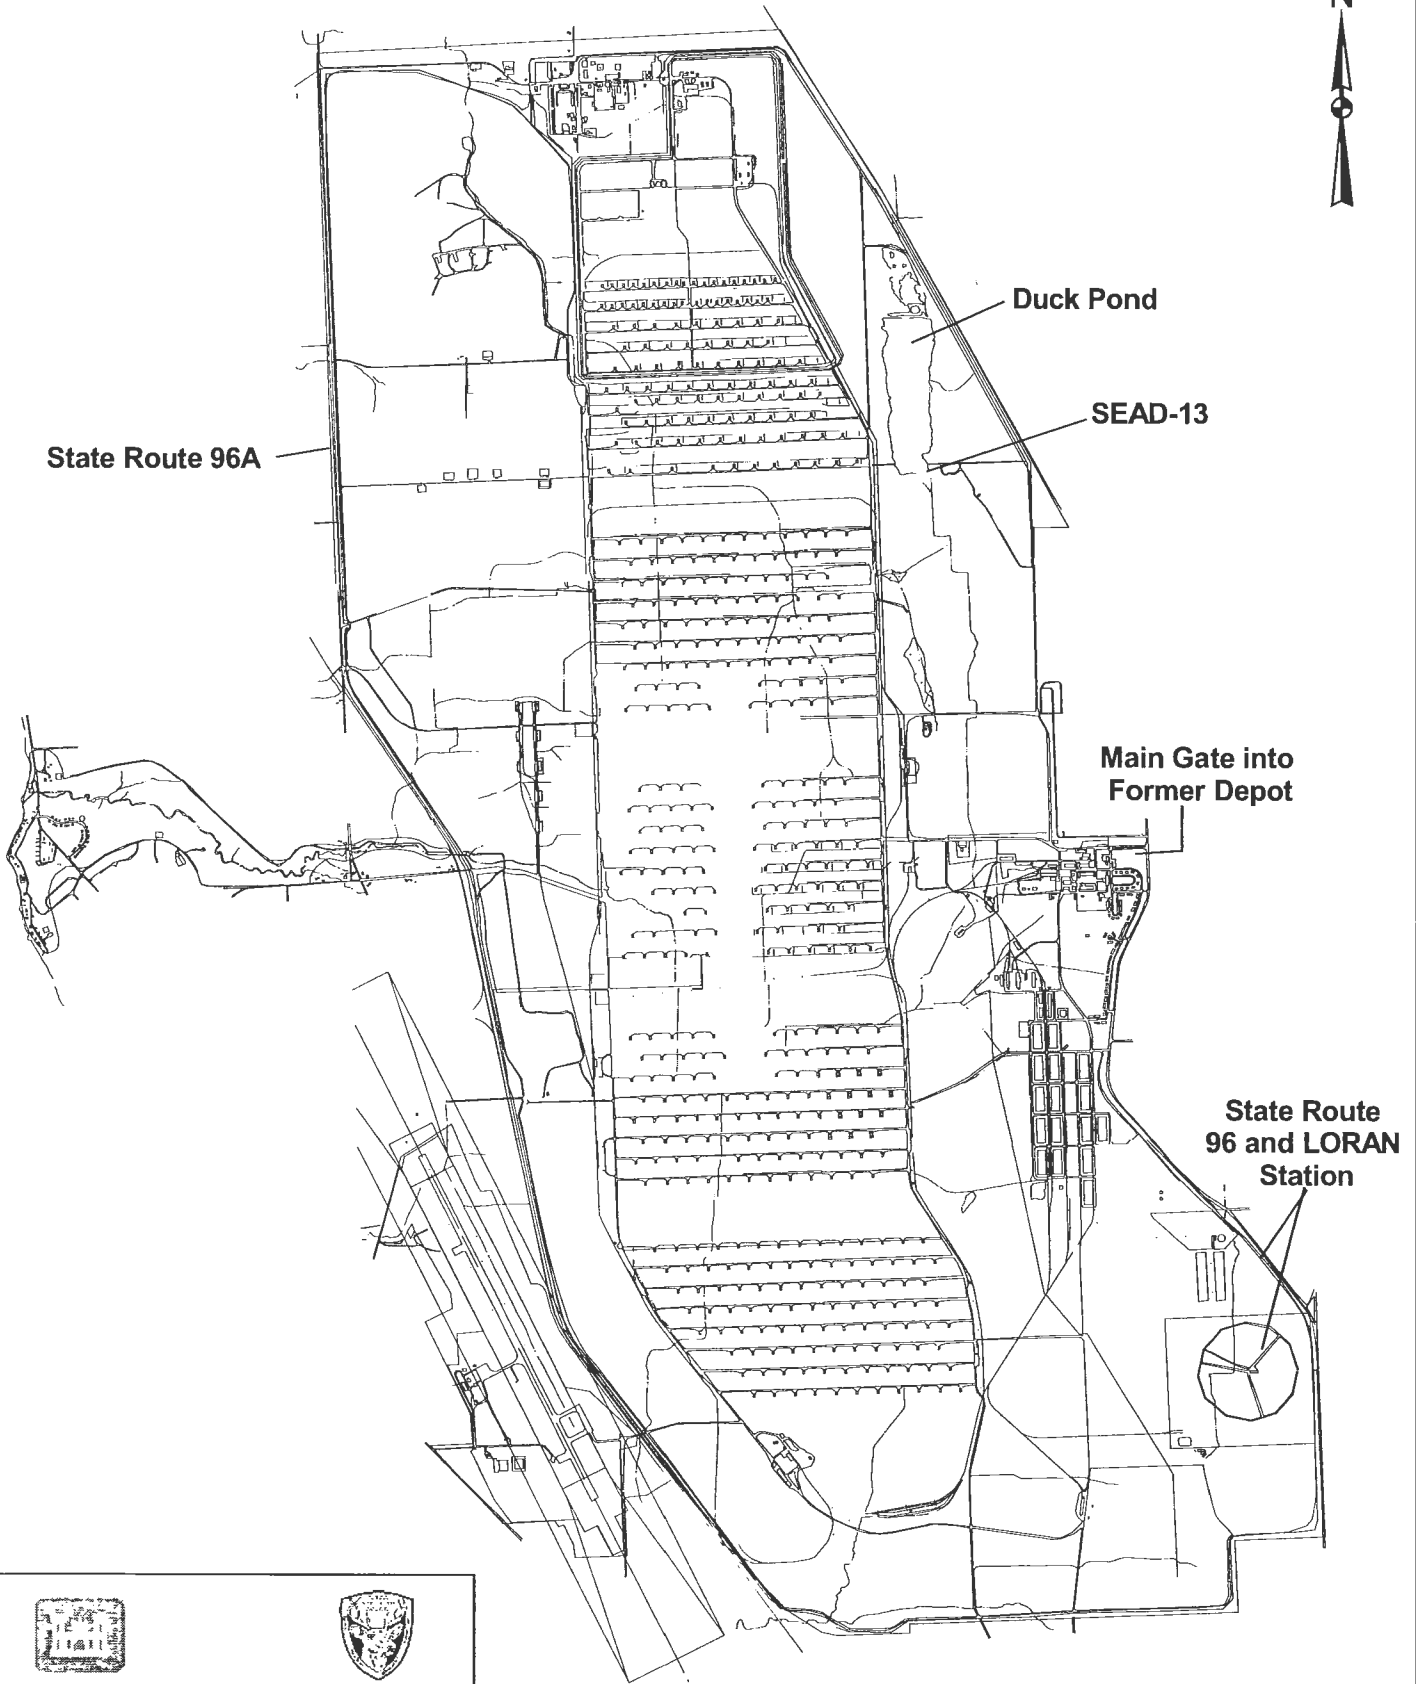 N
Duck Pond
SEAD-13
State Route 96A
Main Gate into
Former Depot
State Route
96 and LORAN
Station